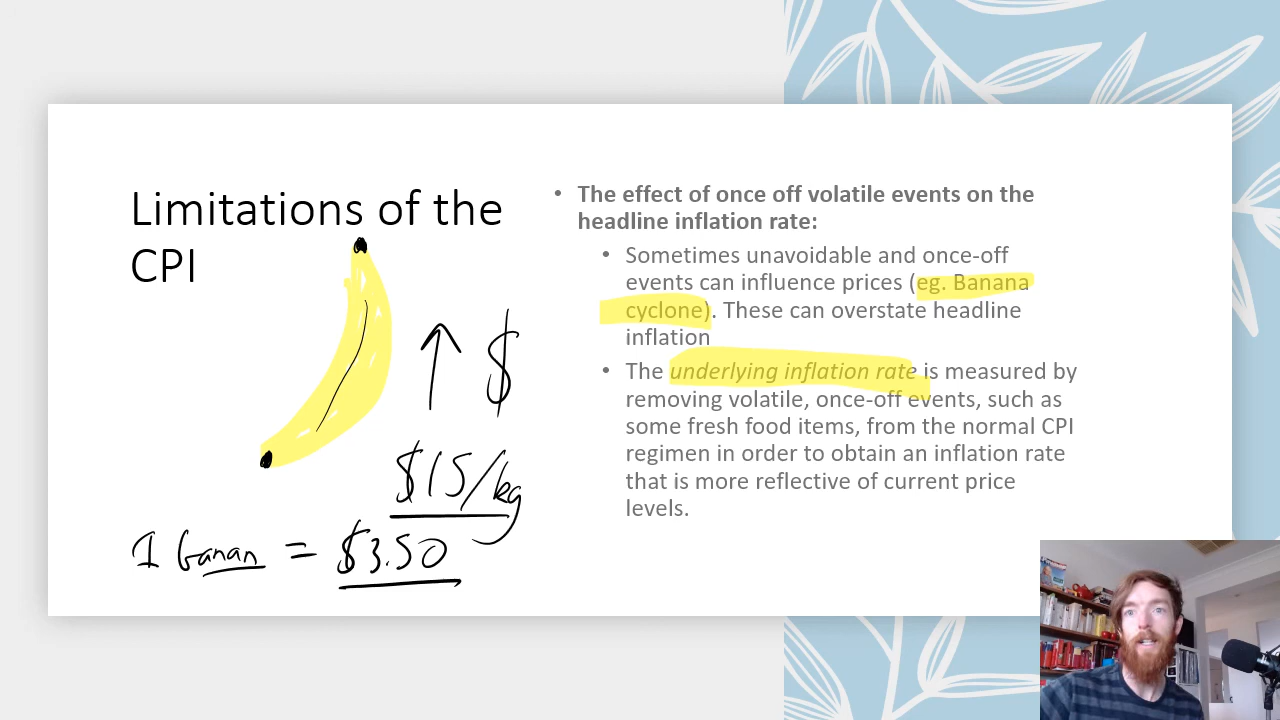 Limitations of the
CPI
↑ $
$15/kg
1 banan = $3.50
• The effect of once off volatile events on the
headline inflation rate:
• Sometimes unavoidable and once-off
events can influence prices (eg. Banana
cyclone). These can overstate headline
inflation
• The underlying inflation rate is measured by
removing volatile, once-off events, such as
some fresh food items, from the normal CPI
regimen in order to obtain an inflation rate
that is more reflective of current price
levels.